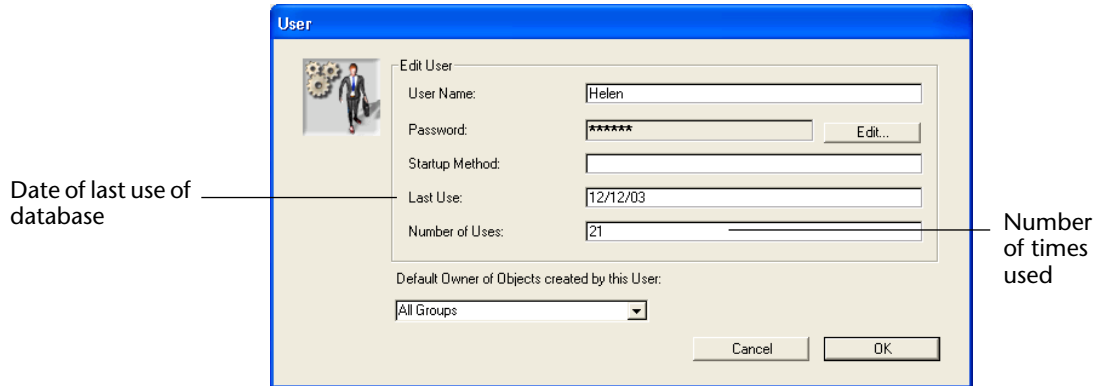 User
Edit User
User Name:
Helen
Password:
******
Edit...
Startup Method:
Date of last use of
database
Last Use:
12/12/03
Number of Uses:
21
Number
of times
used
Default Owner of Objects created by this User:
All Groups
Cancel
OK